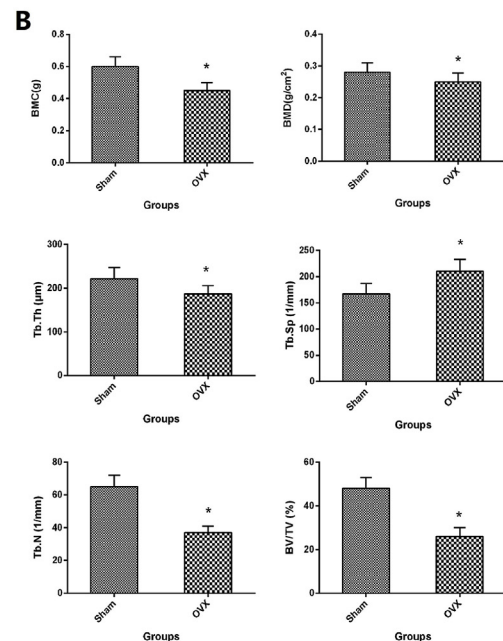 B
BMC(g)
0.8
0.6
0.4
0.2
0.0
*
Sham
OVX
Groups
BMD(g/cm²)
0.4
0.3
0.2
0.1
0.0
*
Sham
OVX
Groups
Tb.Th (μm)
300
200
100
0
*
Sham
OVX
Groups
Tb.Sp (1/mm)
250
200
150
100
50
0
*
Sham
OVX
Groups
Tb.N (1/mm)
80
60
40
20
0
*
Sham
OVX
Groups
BV/TV (%)
60
40
20
0
*
Sham
OVX
Groups